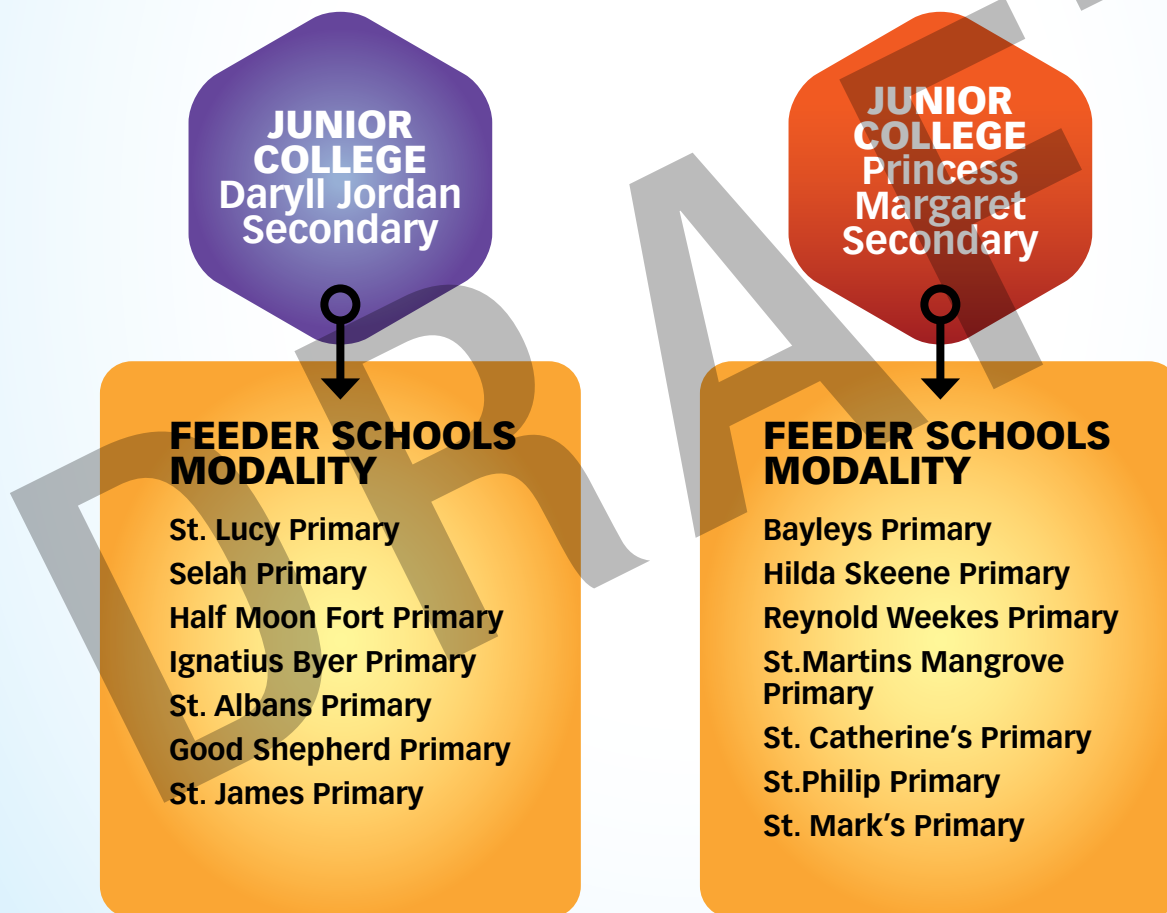 JUNIOR
COLLEGE
Daryll Jordan
Secondary
FEEDER SCHOOLS
MODALITY
St. Lucy Primary
Selah Primary
Half Moon Fort Primary
Ignatius Byer Primary
St. Albans Primary
Good Shepherd Primary
St. James Primary
JUNIOR
COLLEGE
Princess
Margaret
Secondary
FEEDER SCHOOLS
MODALITY
Bayleys Primary
Hilda Skeene Primary
Reynold Weekes Primary
St.Martins Mangrove
Primary
St. Catherine's Primary
St.Philip Primary
St. Mark's Primary
DRAFT